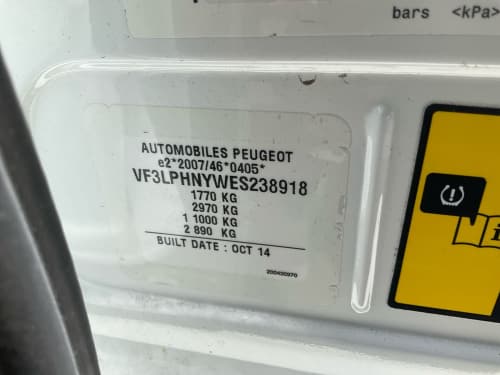 bars <kPa>
AUTOMOBILES PEUGEOT
e2*2007/46*0405*
VF3LPHNYWES238918
1770 KG
2970 KG
1 1000 KG
2 890 KG
BUILT DATE : OCT 14
i